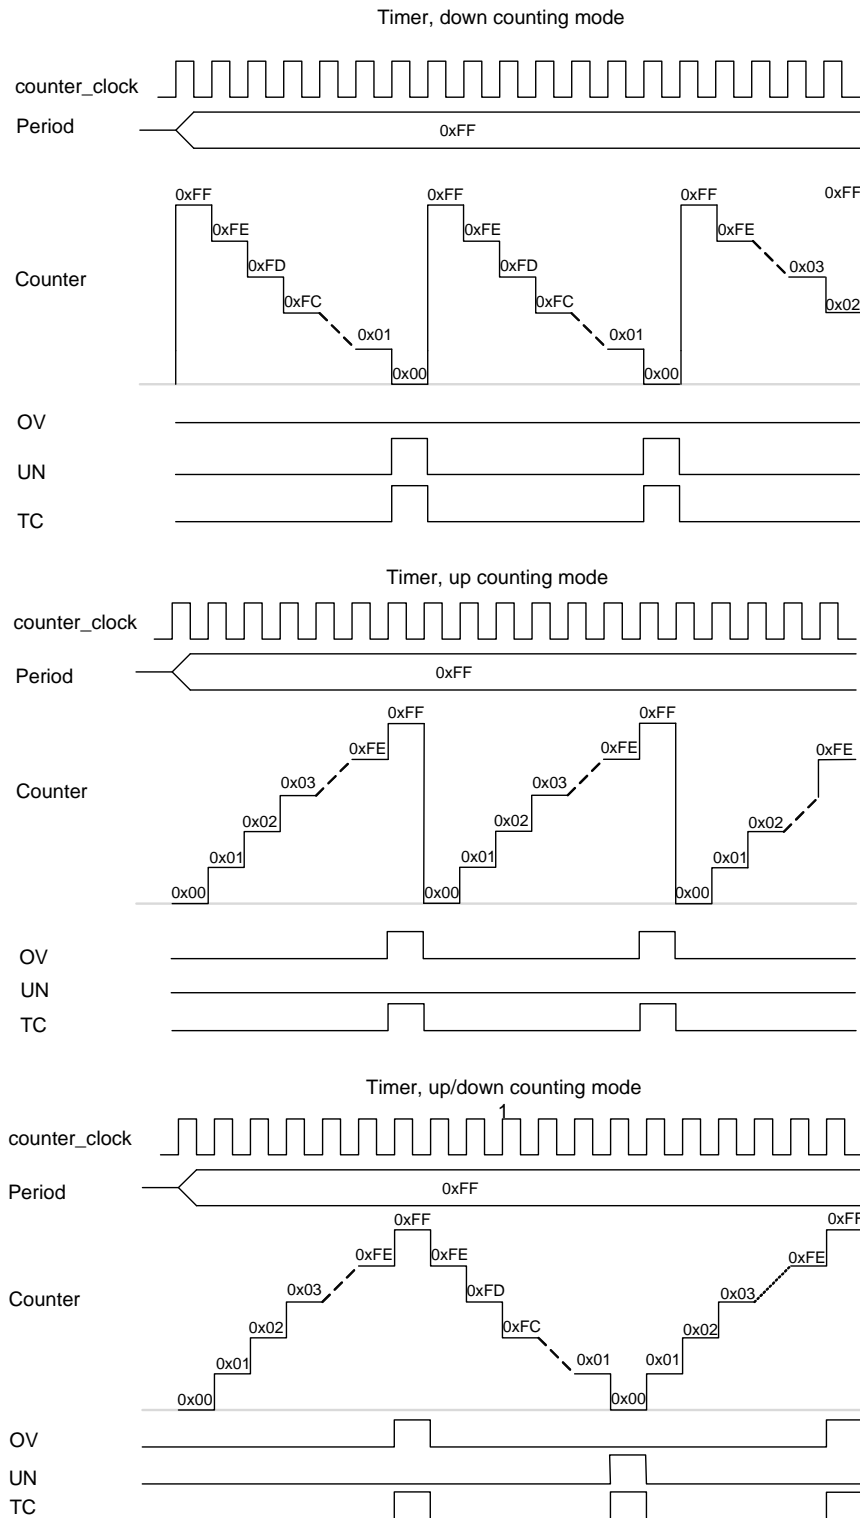 Timer, down counting mode
counter_clock
Period
0xFF
0xFF 0xFF 0xFF 0xFF
0xFE 0xFE 0xFE
0xFD 0xFD 0x03
Counter
0xFC 0xFC 0x02
0x01 0x01
0x00 0x00
OV
UN
TC
Timer, up counting mode
counter_clock
Period
0xFF
0xFF 0xFF
0xFE 0xFE 0xFE
0x03 0x03
Counter
0x02 0x02 0x02
0x01 0x01 0x01
0x00 0x00 0x00
OV
UN
TC
Timer, up/down counting mode
1
counter_clock
Period
0xFF
0xFF 0xFF
0xFE 0xFE 0xFE
0x03 0xFD 0x03
Counter
0x02 0xFC 0x02
0x01 0x01 0x01
0x00 0x00
OV
UN
TC